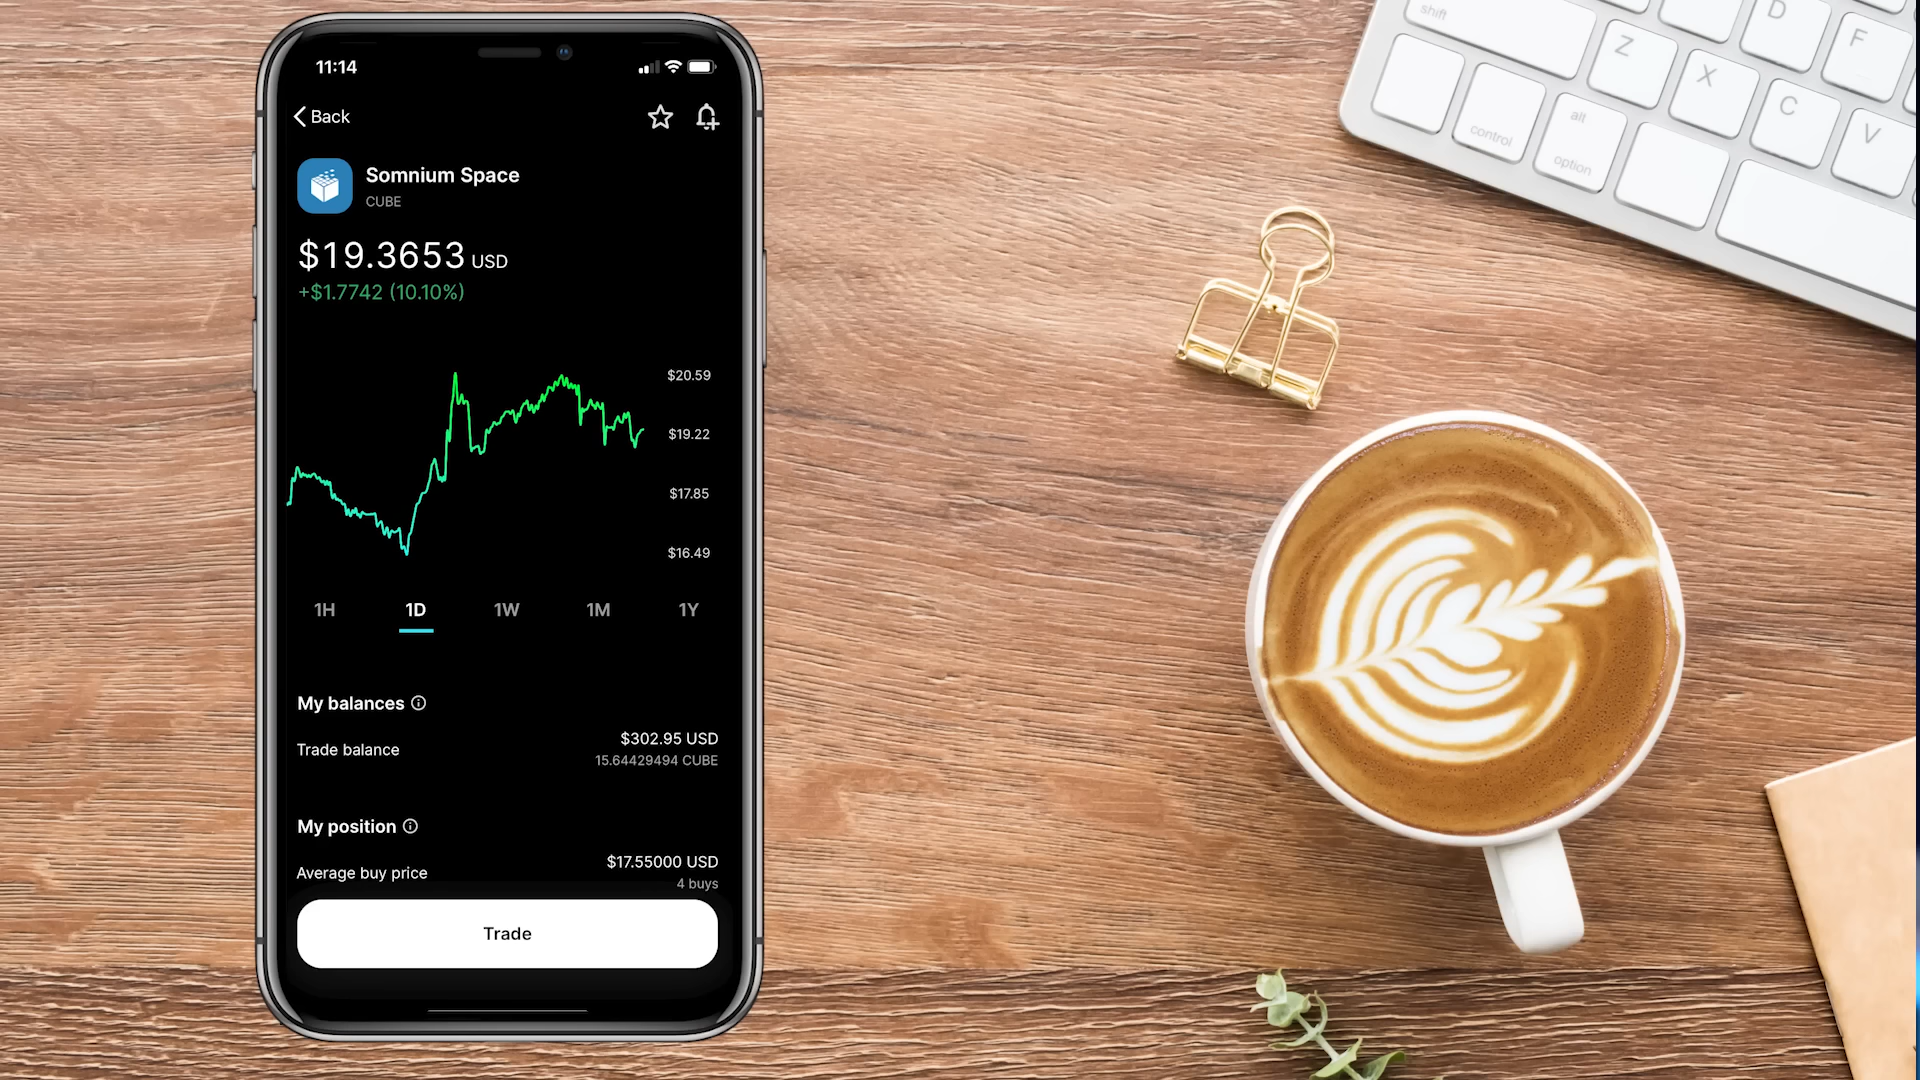 11:14
Back
Somnium Space
CUBE
$19.3653 USD
+$1.7742 (10.10%)
$20.59
$19.22
$17.85
$16.49
1H 1D 1W 1M 1Y
My balances
Trade balance
$302.95 USD
15.64429494 CUBE
My position
Average buy price
$17.55000 USD
4 buys
Trade
shift
Z
X
C
V
D
F
control
alt
option